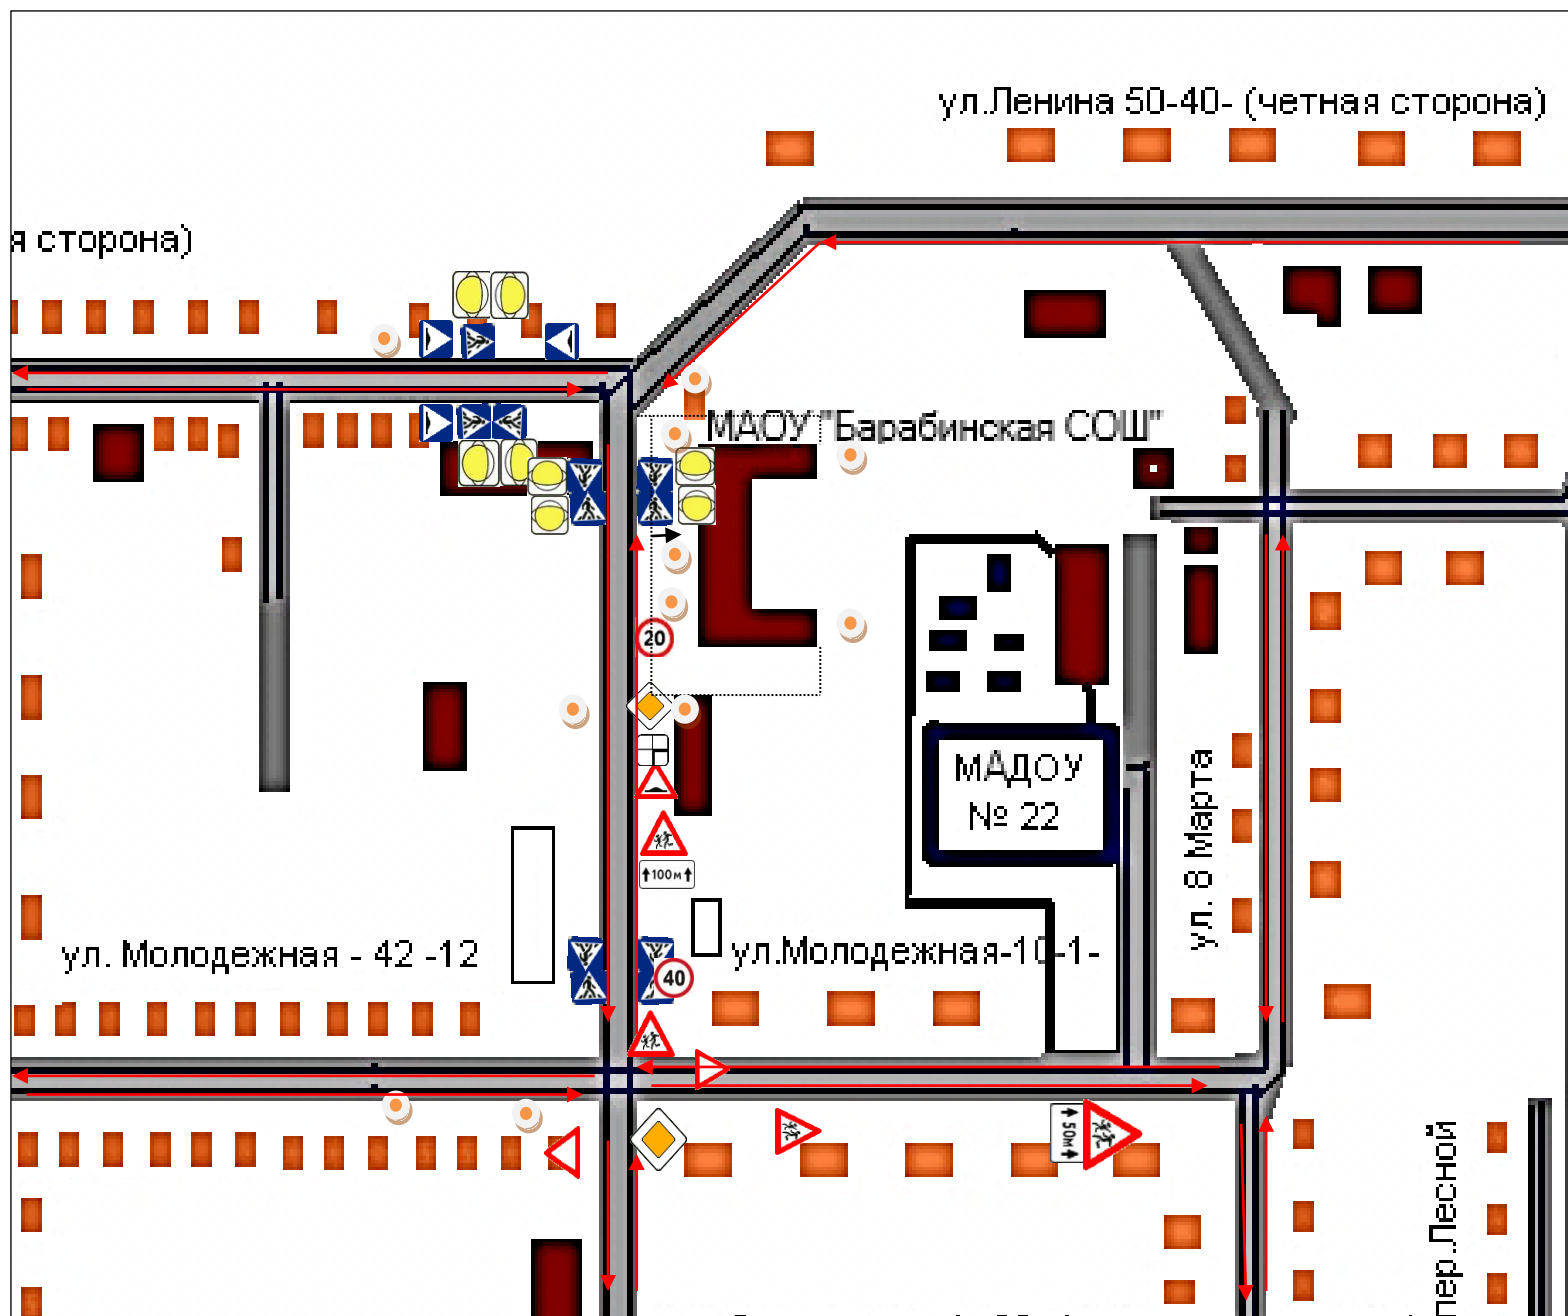 ул.Ленина 50-40- (четная сторона)
я сторона)
МАОУ "Барабинская СОШ"
20
МАДОУ
№ 22
ул. 8 Марта
100м
ул. Молодежная - 42 -12
ул.Молодежная-10-1-
40
50м
пер.Лесной